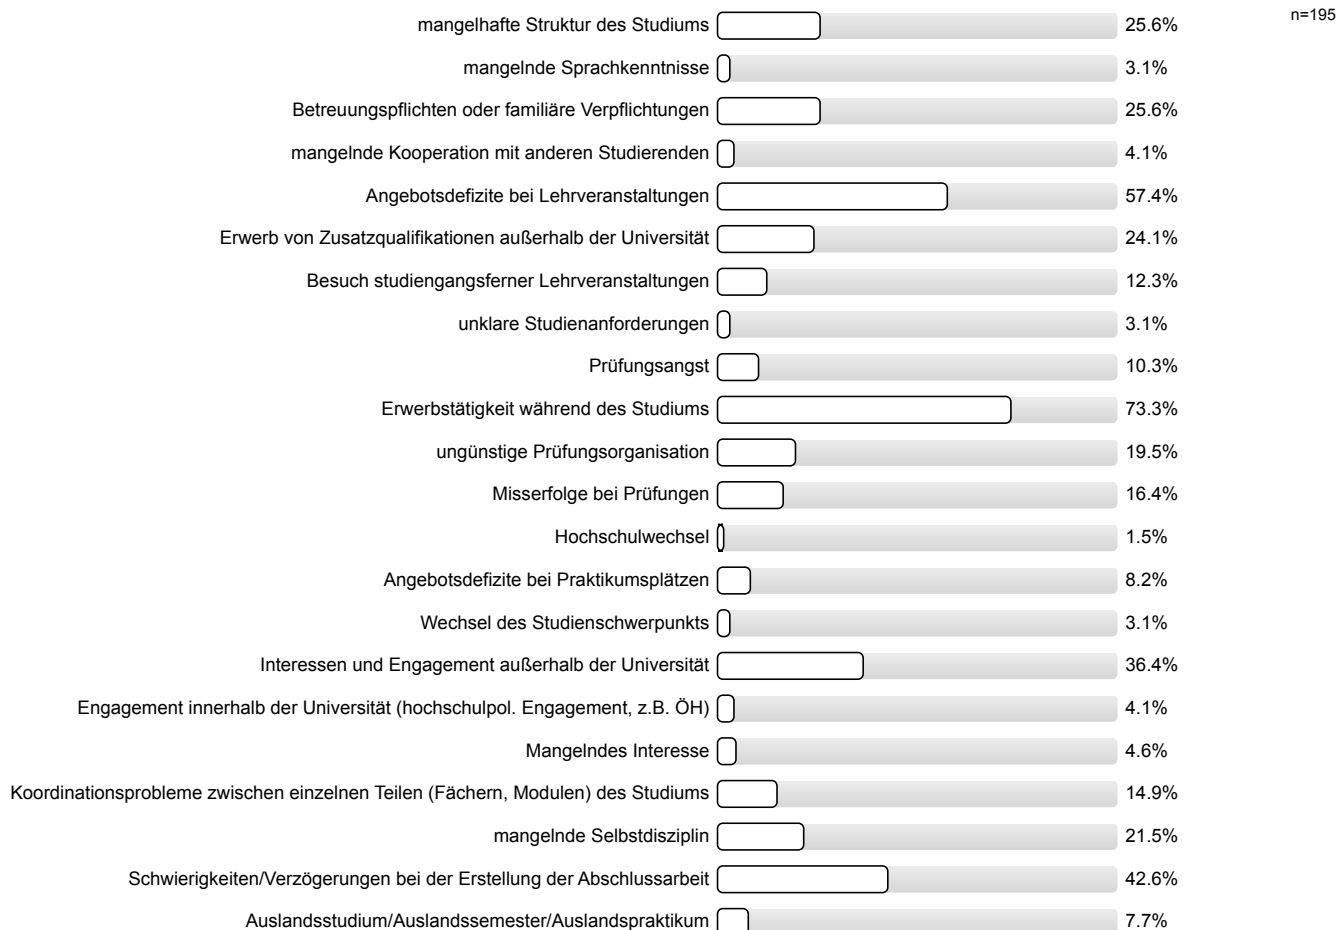 n=195
mangelhafte Struktur des Studiums 25.6%
mangelnde Sprachkenntnisse 3.1%
Betreuungspflichten oder familiäre Verpflichtungen 25.6%
mangelnde Kooperation mit anderen Studierenden 4.1%
Angebotsdefizite bei Lehrveranstaltungen 57.4%
Erwerb von Zusatzqualifikationen außerhalb der Universität 24.1%
Besuch studiengangsferner Lehrveranstaltungen 12.3%
unklare Studienanforderungen 3.1%
Prüfungsangst 10.3%
Erwerbstätigkeit während des Studiums 73.3%
ungünstige Prüfungsorganisation 19.5%
Misserfolge bei Prüfungen 16.4%
Hochschulwechsel 1.5%
Angebotsdefizite bei Praktikumsplätzen 8.2%
Wechsel des Studienschwerpunkts 3.1%
Interessen und Engagement außerhalb der Universität 36.4%
Engagement innerhalb der Universität (hochschulpol. Engagement, z.B. ÖH) 4.1%
Mangelndes Interesse 4.6%
Koordinationsprobleme zwischen einzelnen Teilen (Fächern, Modulen) des Studiums 14.9%
mangelnde Selbstdisziplin 21.5%
Schwierigkeiten/Verzögerungen bei der Erstellung der Abschlussarbeit 42.6%
Auslandsstudium/Auslandssemester/Auslandspraktikum 7.7%